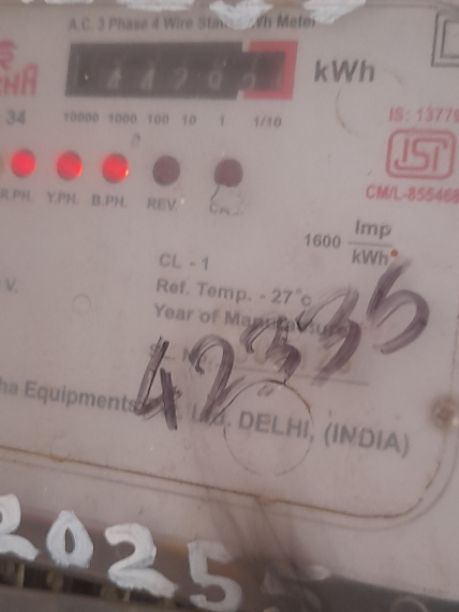 A.C. 3 Phase 4 Wire Static kWh Meter
kWh
34
10000 1000 100 10 1 1/10
IS: 13779
ISI
CM/L-855468
R.PH. Y.PH. B.PH. REV.
1600 Imp
kWh
CL - 1
V.
Ref. Temp. - 27°c
Year of Manufacture
42335
Equipments Ltd. DELHI, (INDIA)
2025